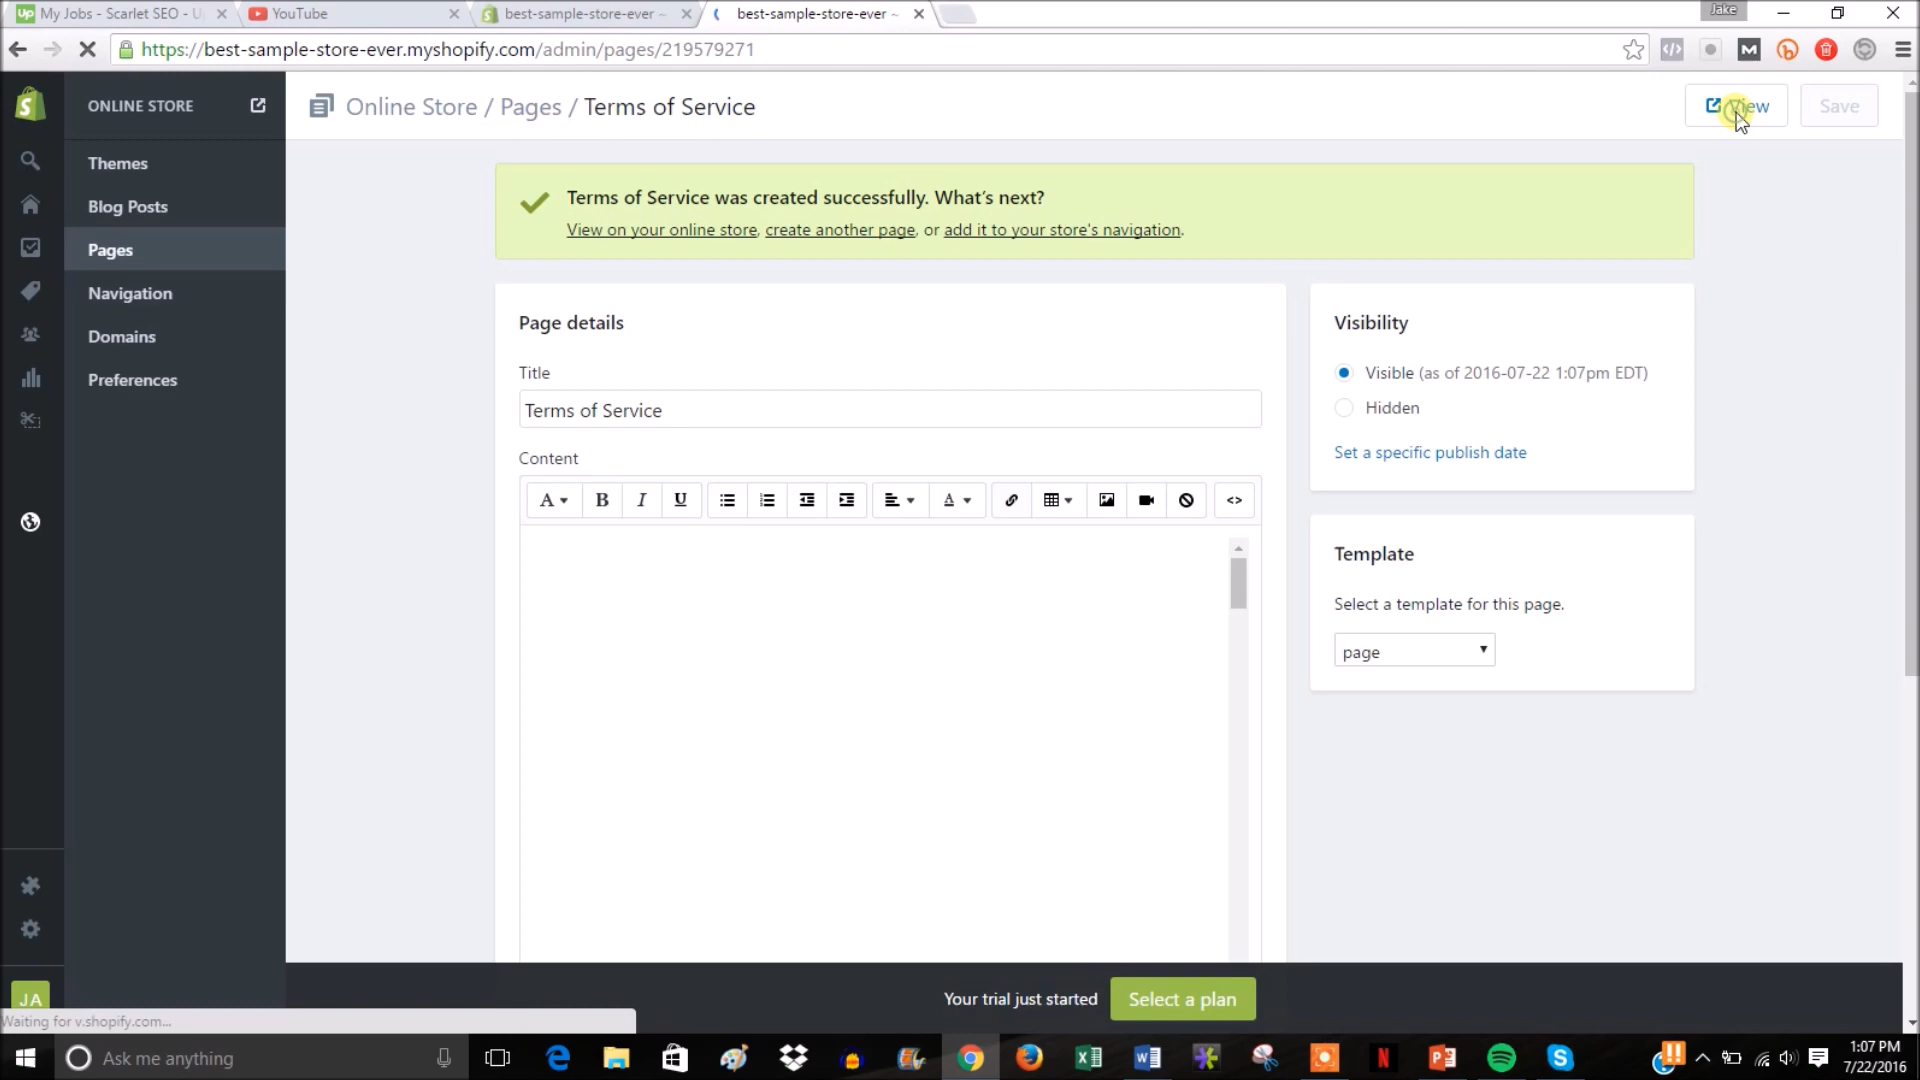 Up My Jobs - Scarlet SEO - U
YouTube
best-sample-store-ever ~
best-sample-store-ever ~
Jake
https://best-sample-store-ever.myshopify.com/admin/pages/219579271
ONLINE STORE
Online Store / Pages / Terms of Service
View
Save
Themes
Blog Posts
Pages
Navigation
Domains
Preferences
Terms of Service was created successfully. What's next?
View on your online store, create another page, or add it to your store's navigation.
Page details
Title
Terms of Service
Content
A
B
I
U
A
<>
Visibility
Visible (as of 2016-07-22 1:07pm EDT)
Hidden
Set a specific publish date
Template
Select a template for this page.
page
JA
Your trial just started
Select a plan
Waiting for v.shopify.com...
Ask me anything
1:07 PM
7/22/2016